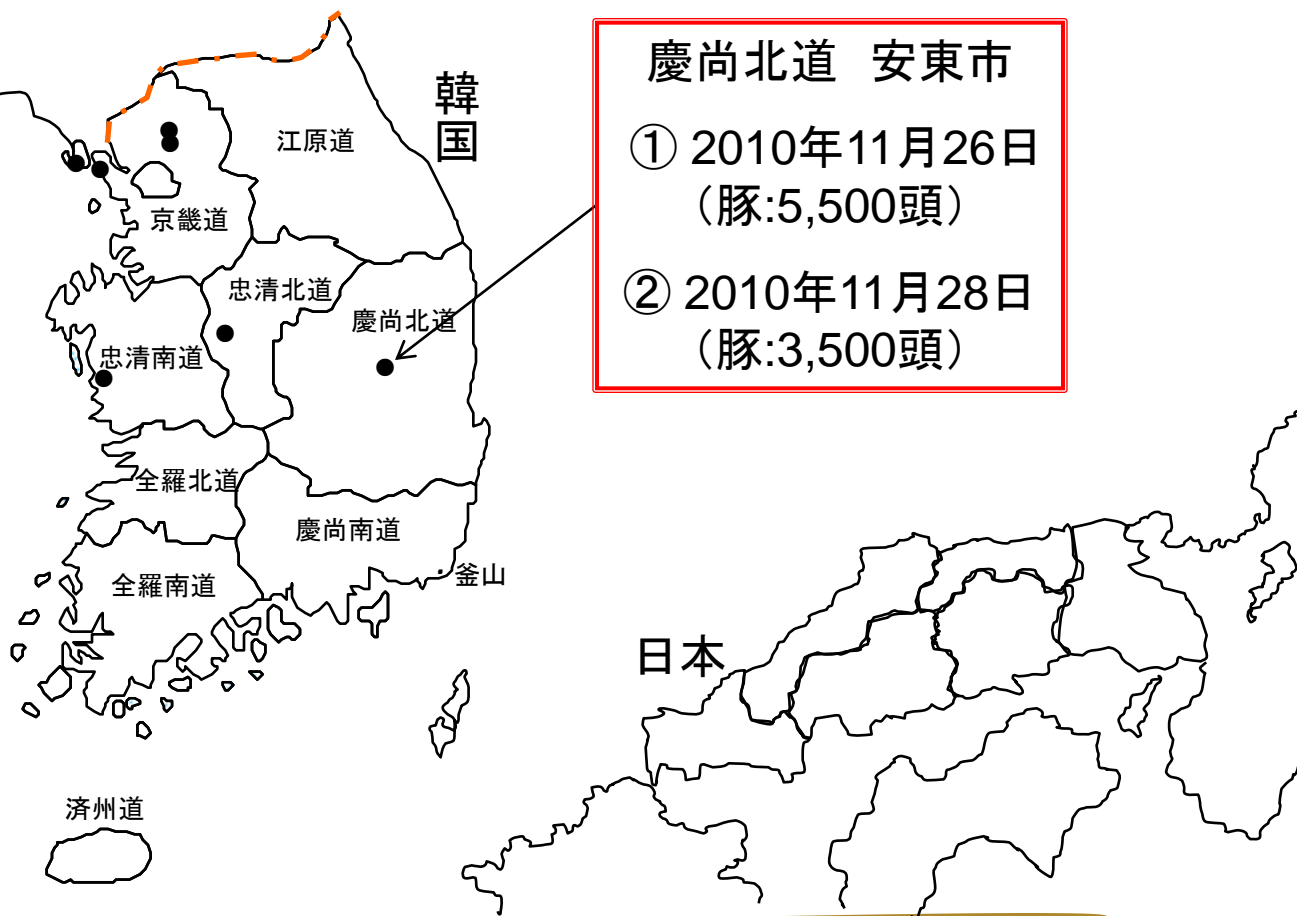 慶尚北道 安東市
① 2010年11月26日
(豚:5,500頭)
② 2010年11月28日
(豚:3,500頭)
韓国
江原道
京畿道
忠清北道
慶尚北道
忠清南道
全羅北道
慶尚南道
全羅南道
釜山
日本
済州道